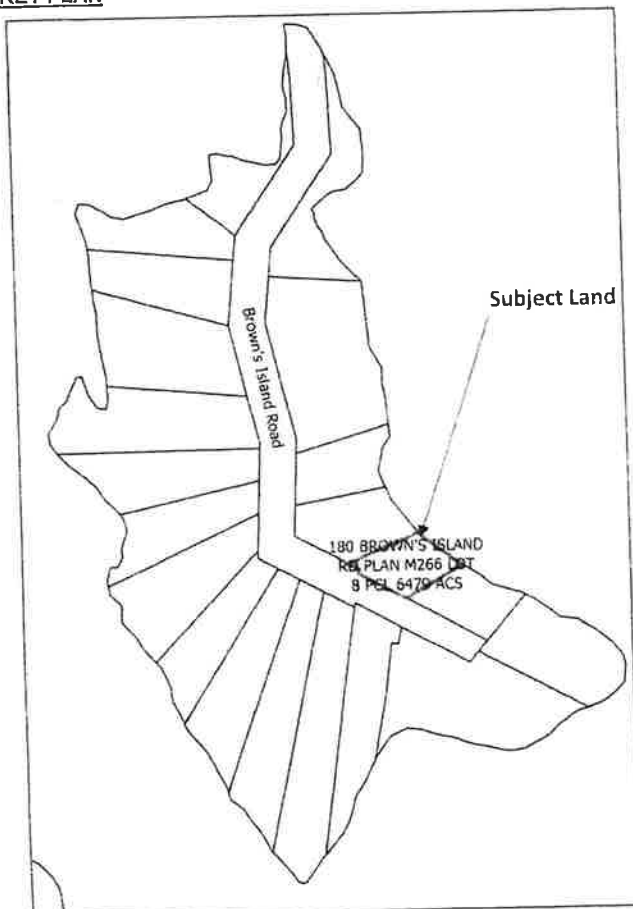 KEY PLAN
Subject Land
Brown's Island Road
180 BROWN'S ISLAND
RD PLAN M266 LOT
8 PCL 6479 ACS